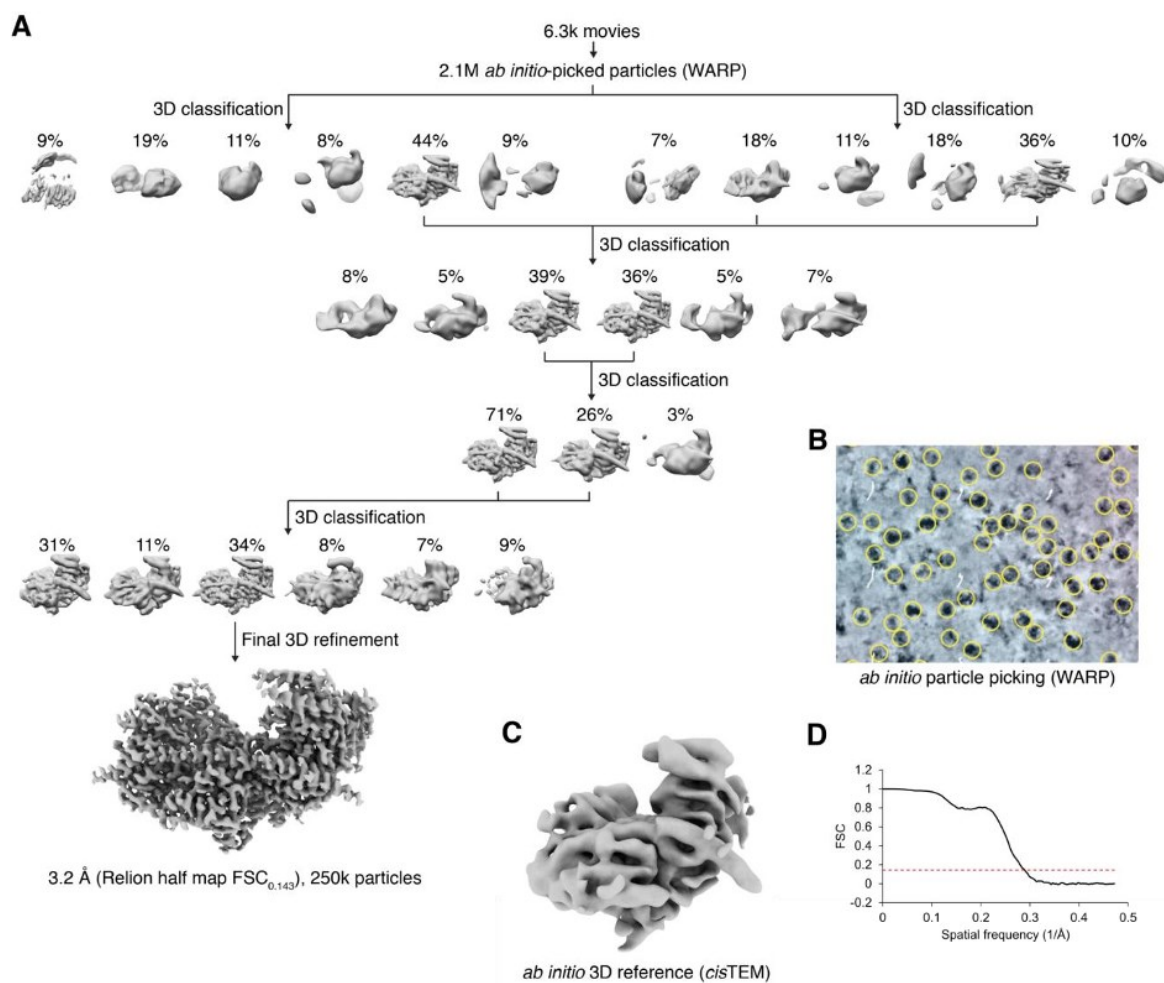 A
6.3k movies
2.1M ab initio-picked particles (WARP)
3D classification
3D classification
9% 19% 11% 8% 44% 9% 7% 18% 11% 18% 36% 10%
3D classification
8% 5% 39% 36% 5% 7%
3D classification
71% 26% 3%
3D classification
31% 11% 34% 8% 7% 9%
Final 3D refinement
3.2 Å (Relion half map FSC0.143), 250k particles
B
ab initio particle picking (WARP)
C
ab initio 3D reference (cisTEM)
D
1.2
1
0.8
0.6
0.4
0.2
0
-0.2
FSC
0 0.1 0.2 0.3 0.4 0.5
Spatial frequency (1/Å)